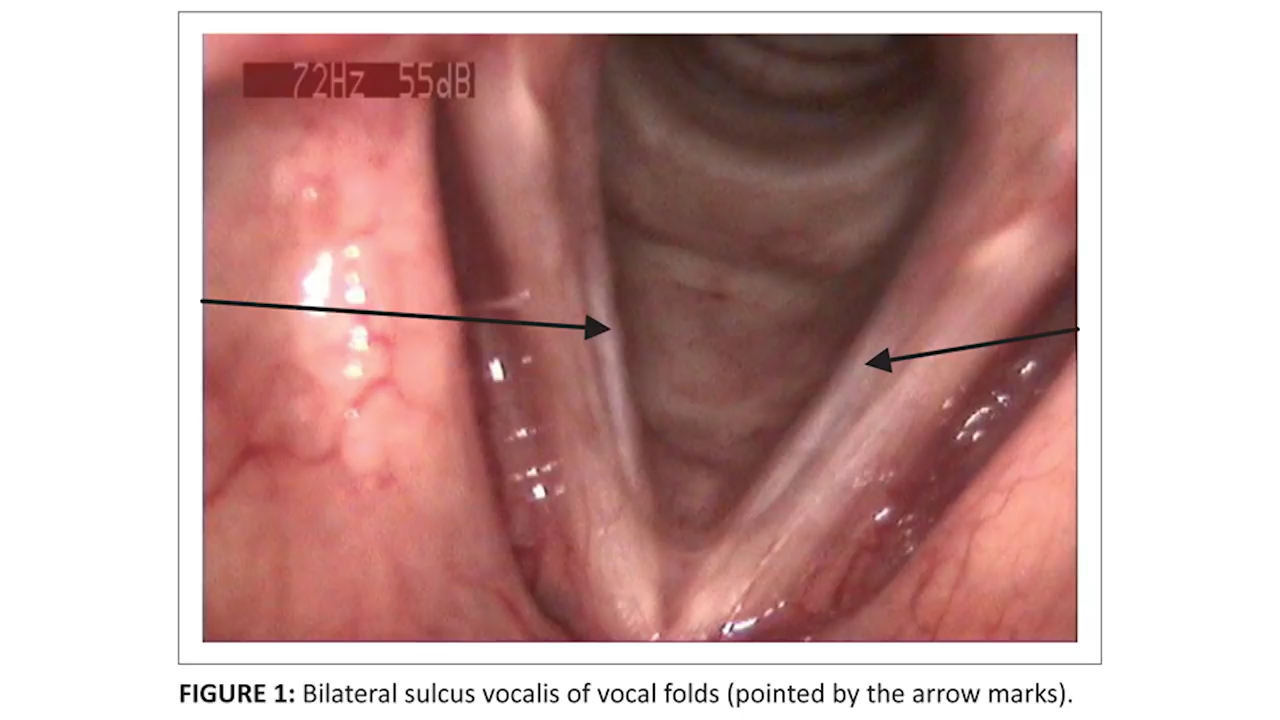 72Hz 55dB
FIGURE 1: Bilateral sulcus vocalis of vocal folds (pointed by the arrow marks).